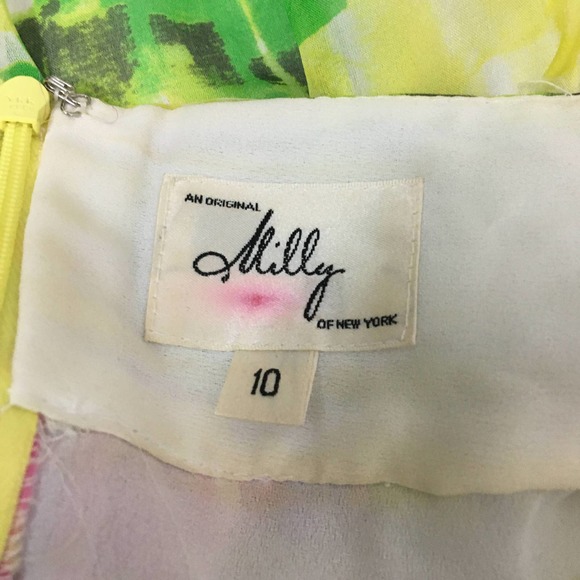 AN ORIGINAL
Milly
OF NEW YORK
10